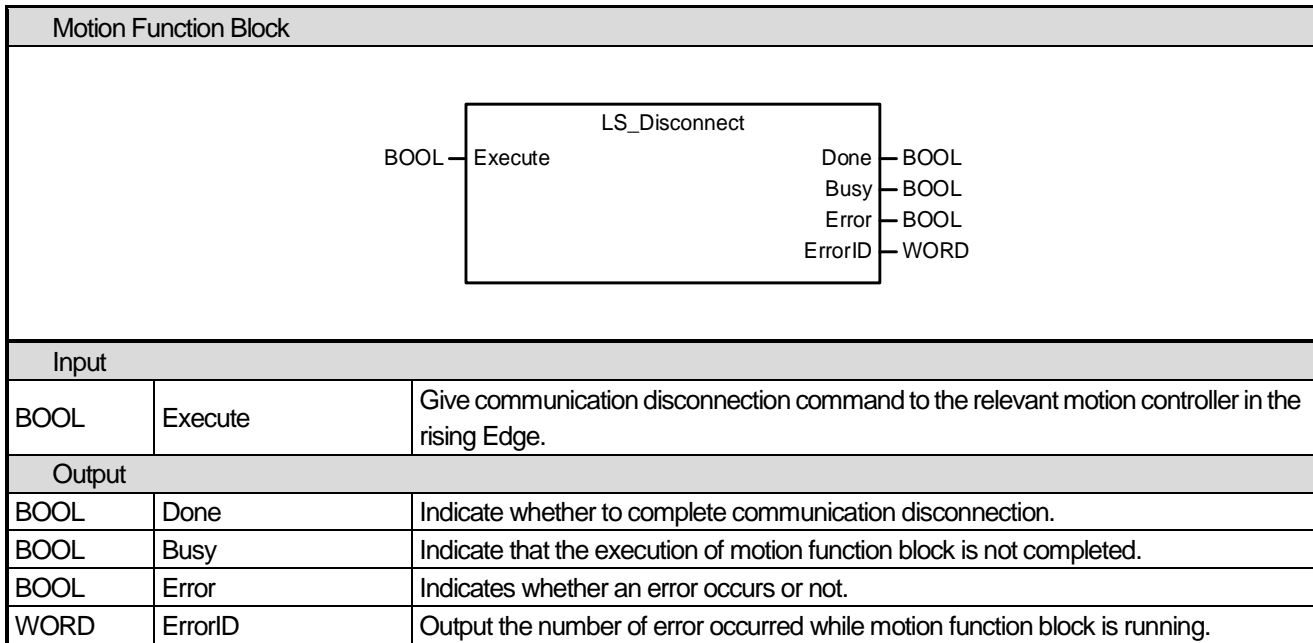 Motion Function Block
LS_Disconnect
BOOL Execute Done BOOL
Busy BOOL
Error BOOL
ErrorID WORD
Input
BOOL Execute Give communication disconnection command to the relevant motion controller in the
rising Edge.
Output
BOOL Done Indicate whether to complete communication disconnection.
BOOL Busy Indicate that the execution of motion function block is not completed.
BOOL Error Indicates whether an error occurs or not.
WORD ErrorID Output the number of error occurred while motion function block is running.